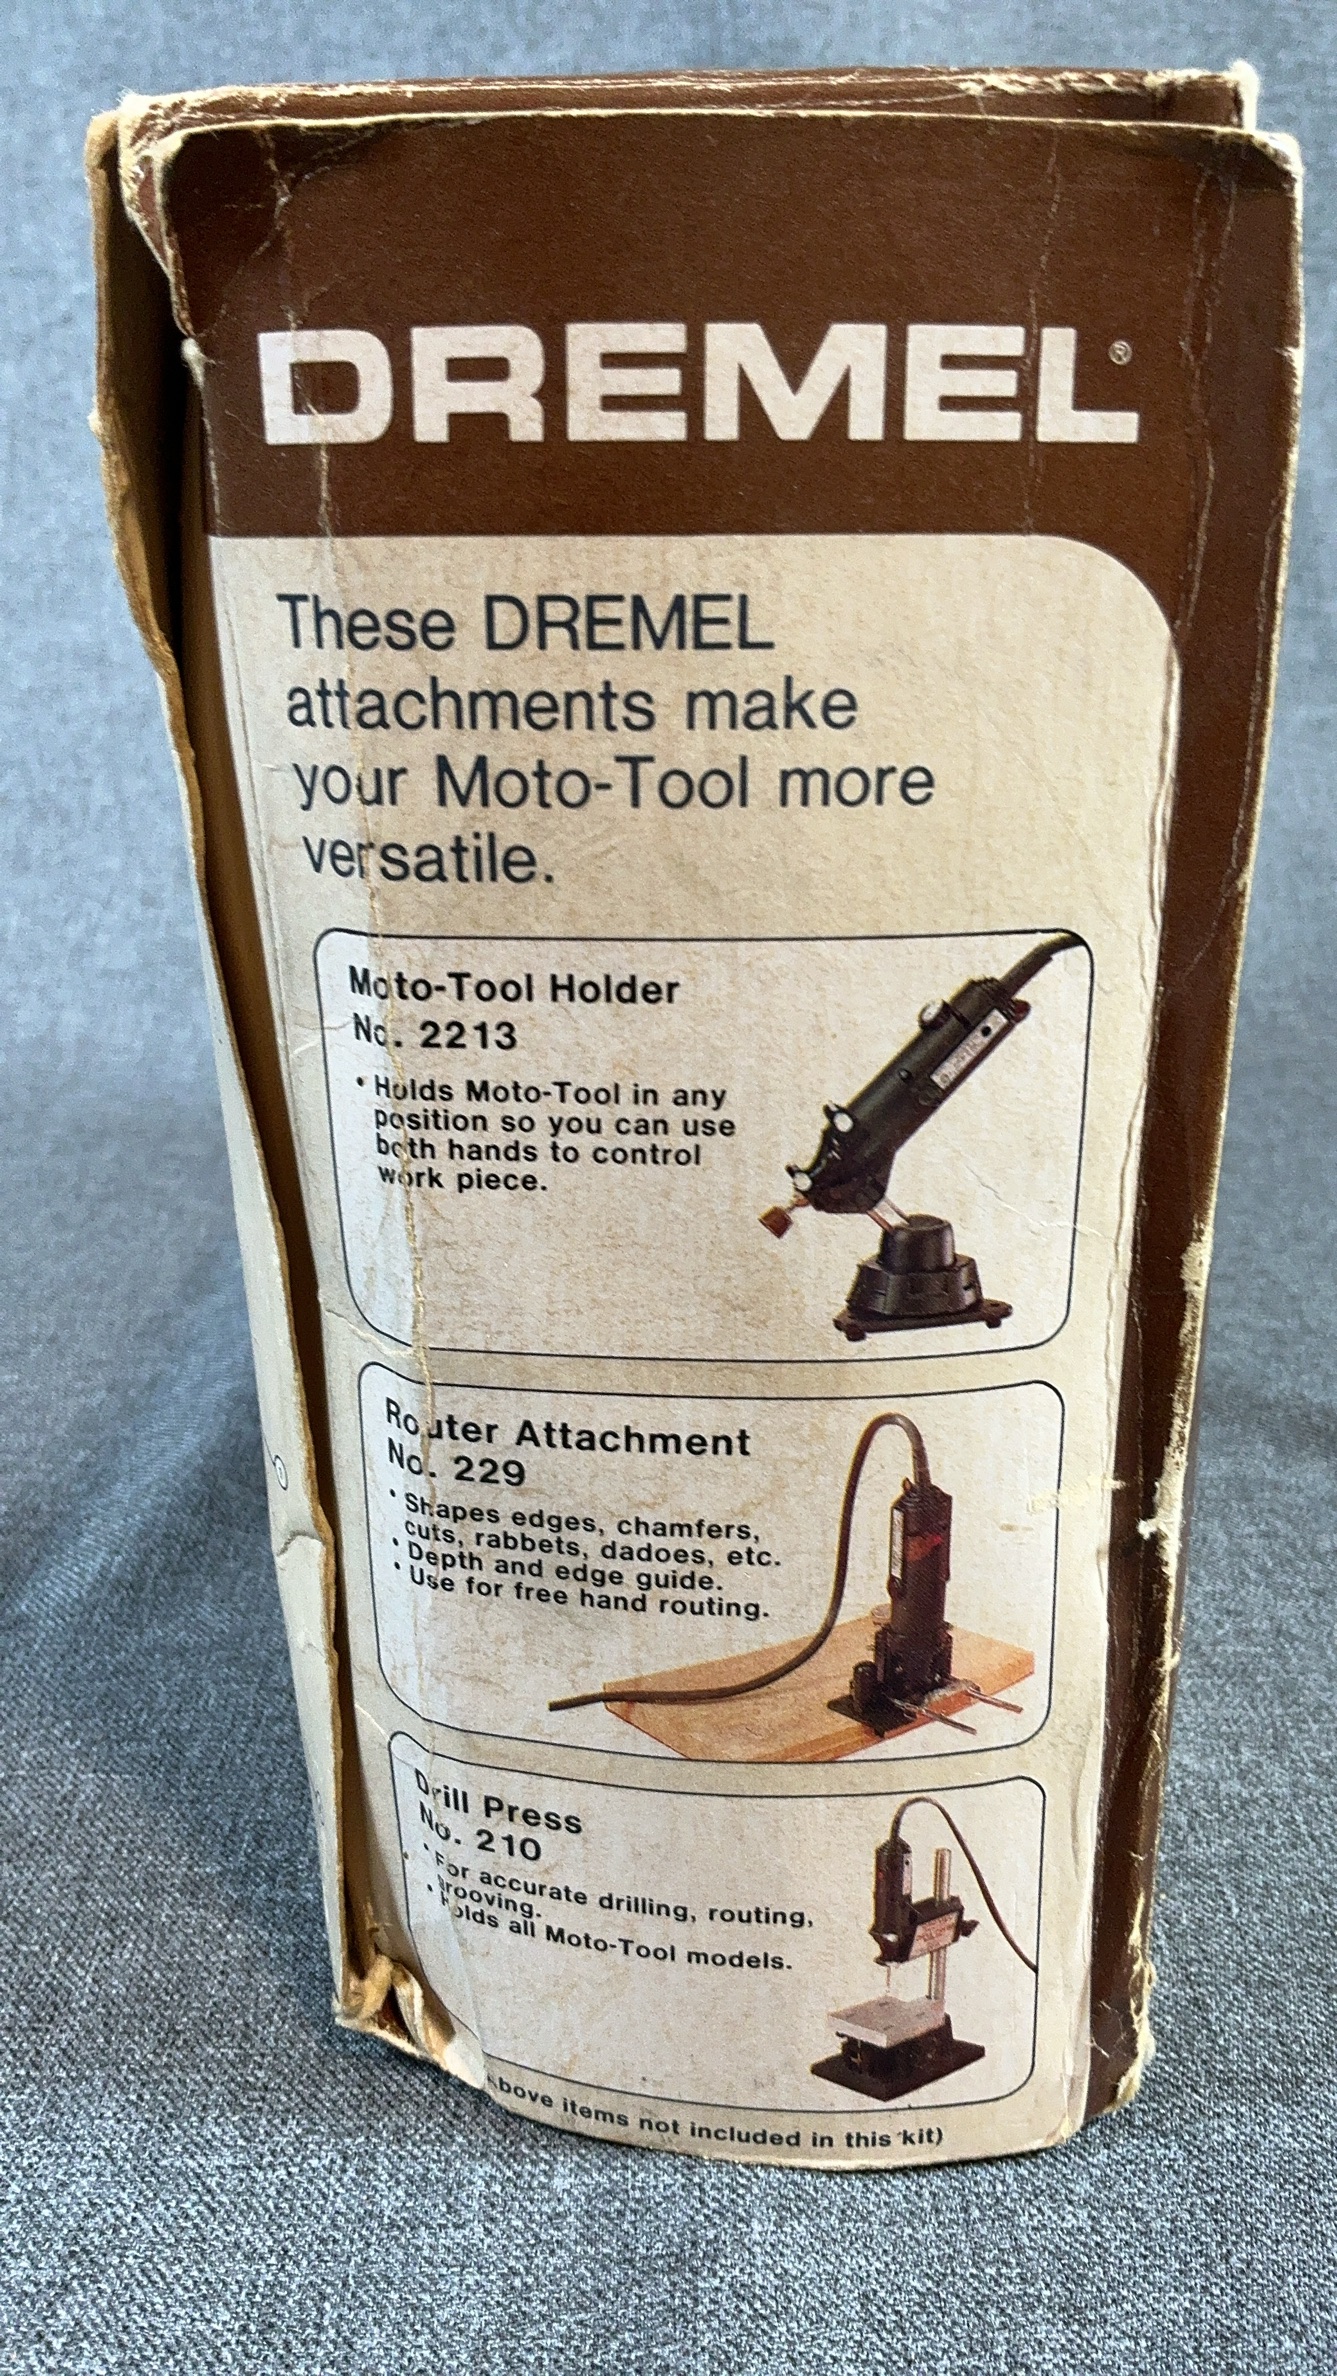 DREMEL®
These DREMEL
attachments make
your Moto-Tool more
versatile.
Moto-Tool Holder
No. 2213
• Holds Moto-Tool in any
position so you can use
both hands to control
work piece.
Router Attachment
No. 229
• Shapes edges, chamfers,
cuts, rabbets, dadoes, etc.
• Depth and edge guide.
• Use for free hand routing.
Drill Press
No. 210
• For accurate drilling, routing,
grooving.
• Holds all Moto-Tool models.
Above items not included in this kit)